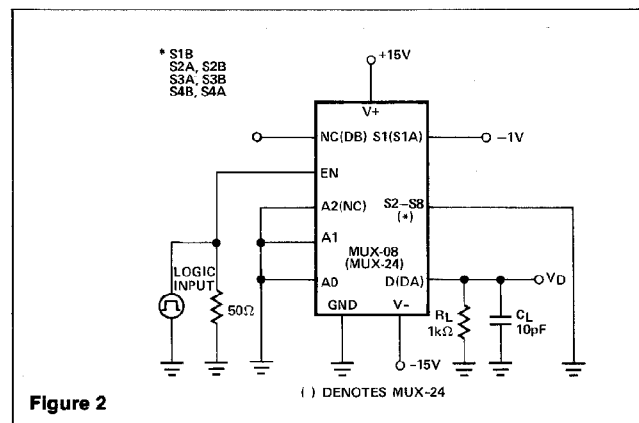 * S1B
S2A, S2B
S3A, S3B
S4B, S4A
+15V
V+
NC(DB)
S1(S1A)
−1V
EN
A2(NC)
S2–S8
(*)
A1
MUX-08
(MUX-24)
LOGIC
INPUT
A0
D(DA)
VD
50Ω
GND
V−
RL
1kΩ
CL
10pF
−15V
( ) DENOTES MUX-24
Figure 2